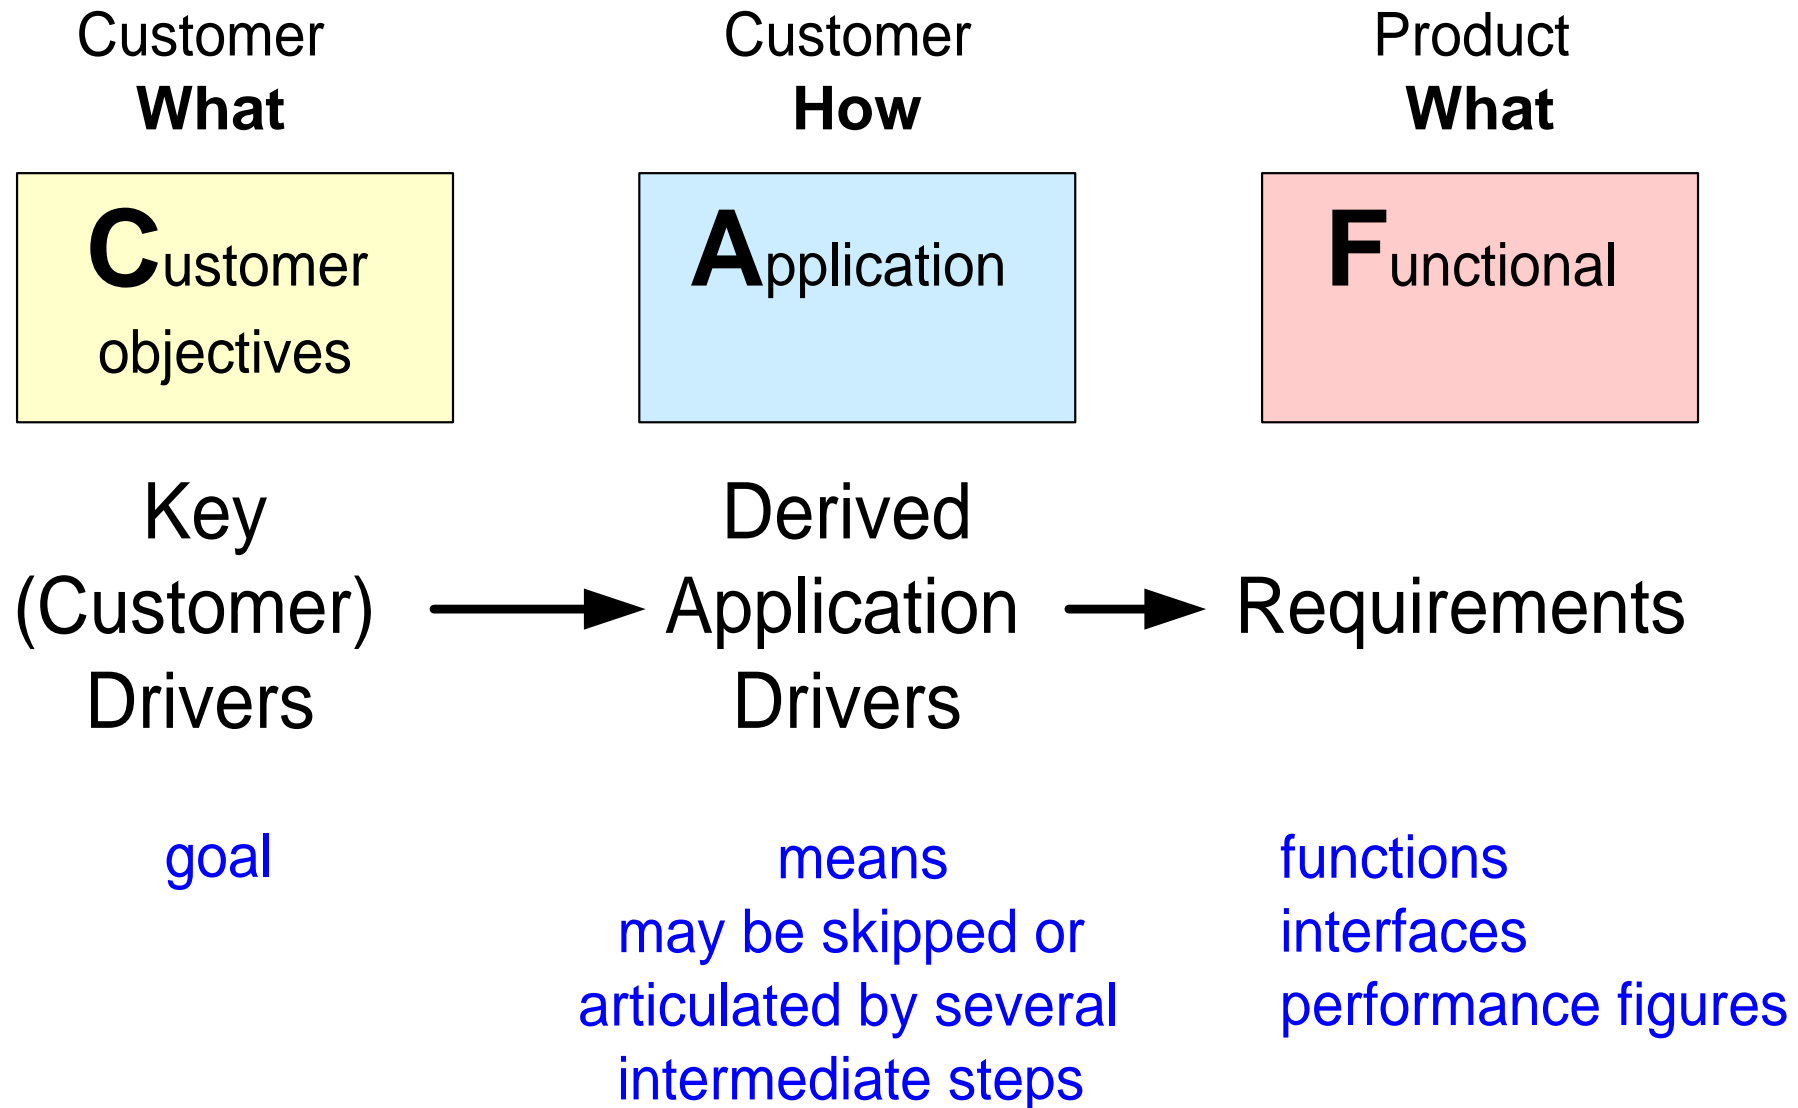 Customer
What
Customer
objectives
Key
(Customer)
Drivers
goal
Customer
How
Application
Derived
Application
Drivers
means
may be skipped or
articulated by several
intermediate steps
Product
What
Functional
Requirements
functions
interfaces
performance figures